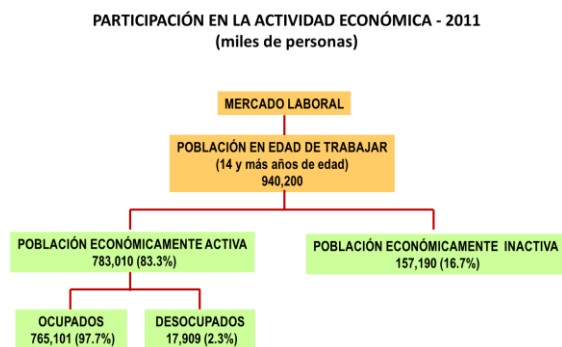 PARTICIPACIÓN EN LA ACTIVIDAD ECONÓMICA - 2011
(miles de personas)
MERCADO LABORAL
POBLACIÓN EN EDAD DE TRABAJAR
(14 y más años de edad)
940,200
POBLACIÓN ECONÓMICAMENTE ACTIVA
783,010 (83.3%)
POBLACIÓN ECONÓMICAMENTE INACTIVA
157,190 (16.7%)
OCUPADOS
765,101 (97.7%)
DESOCUPADOS
17,909 (2.3%)